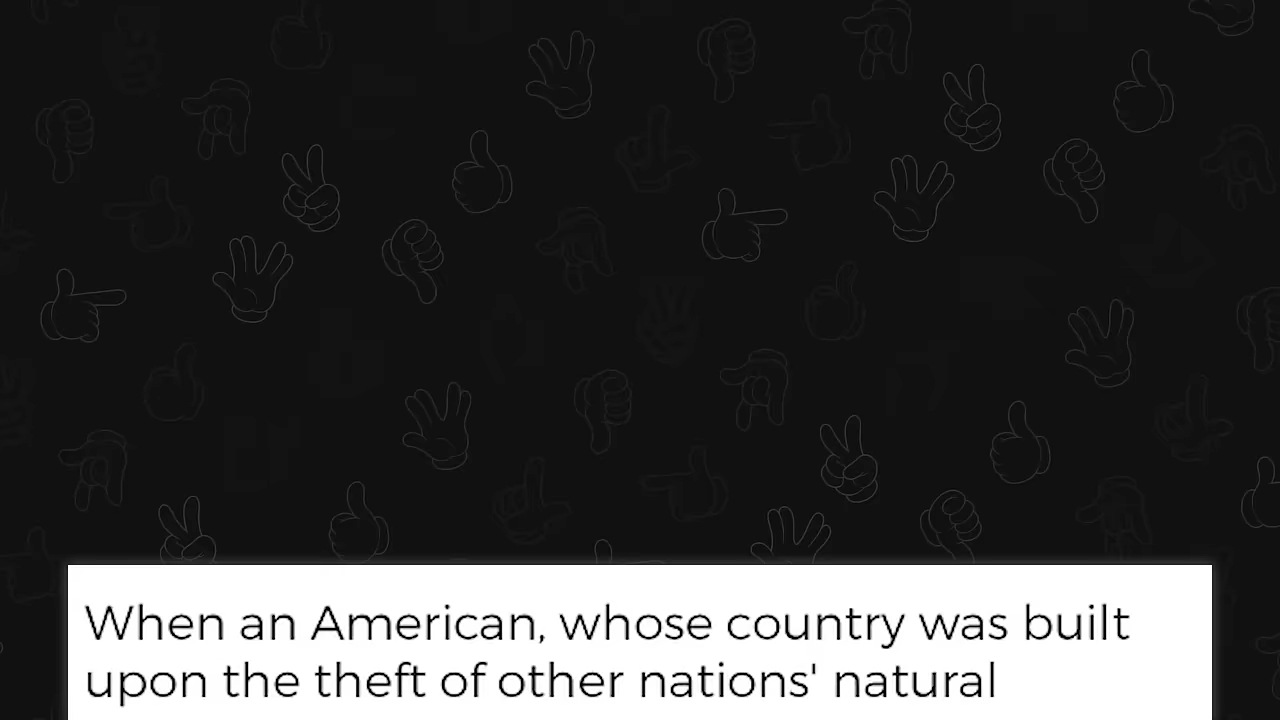 When an American, whose country was built
upon the theft of other nations' natural